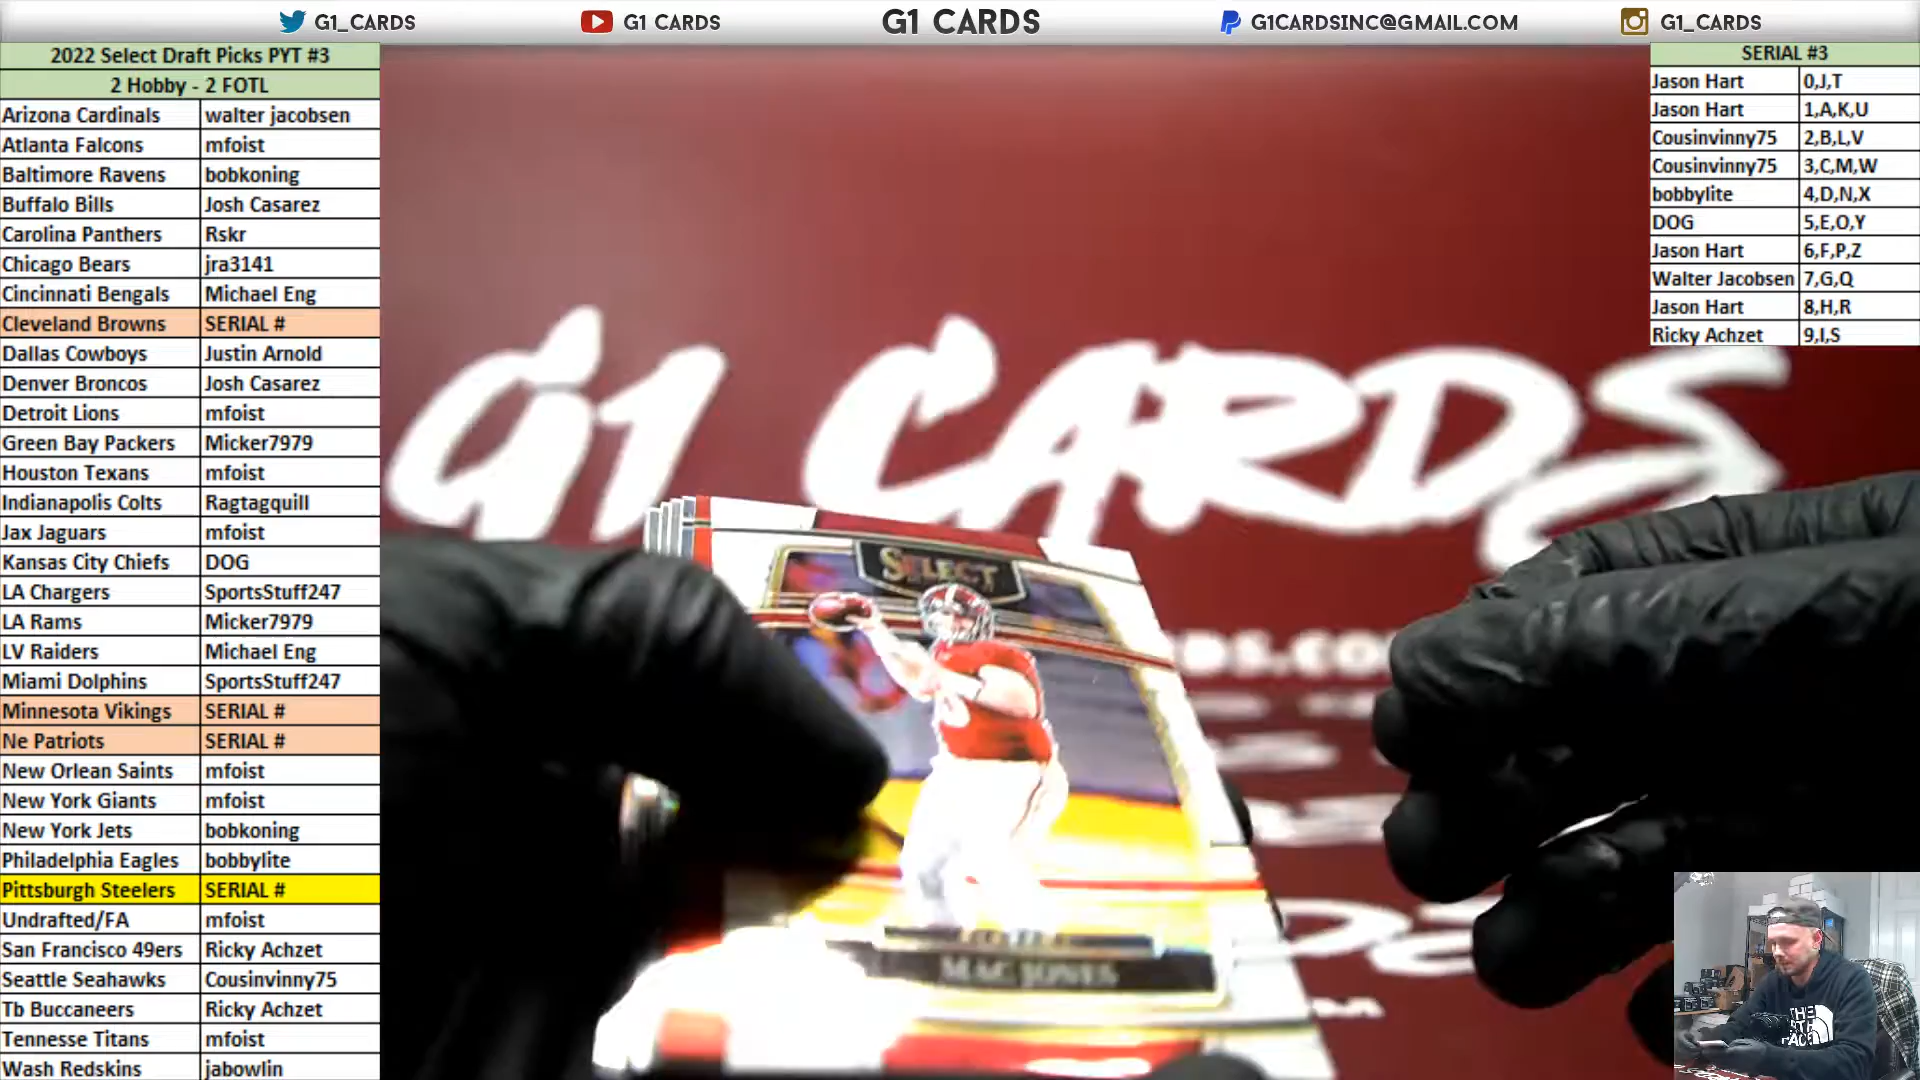 G1_CARDS
G1 CARDS
G1 CARDS
G1CARDSINC@GMAIL.COM
G1_CARDS
2022 Select Draft Picks PYT #3
2 Hobby - 2 FOTL
Arizona Cardinals walter jacobsen
Atlanta Falcons mfoist
Baltimore Ravens bobkoning
Buffalo Bills Josh Casarez
Carolina Panthers Rskr
Chicago Bears jra3141
Cincinnati Bengals Michael Eng
Cleveland Browns SERIAL #
Dallas Cowboys Justin Arnold
Denver Broncos Josh Casarez
Detroit Lions mfoist
Green Bay Packers Micker7979
Houston Texans mfoist
Indianapolis Colts Ragtagquill
Jax Jaguars mfoist
Kansas City Chiefs DOG
LA Chargers SportsStuff247
LA Rams Micker7979
LV Raiders Michael Eng
Miami Dolphins SportsStuff247
Minnesota Vikings SERIAL #
Ne Patriots SERIAL #
New Orlean Saints mfoist
New York Giants mfoist
New York Jets bobkoning
Philadelphia Eagles bobbylite
Pittsburgh Steelers SERIAL #
Undrafted/FA mfoist
San Francisco 49ers Ricky Achzet
Seattle Seahawks Cousinvinny75
Tb Buccaneers Ricky Achzet
Tennesse Titans mfoist
Wash Redskins jabowlin
SERIAL #3
Jason Hart 0,J,T
Jason Hart 1,A,K,U
Cousinvinny75 2,B,L,V
Cousinvinny75 3,C,M,W
bobbylite 4,D,N,X
DOG 5,E,O,Y
Jason Hart 6,F,P,Z
Walter Jacobsen 7,G,Q
Jason Hart 8,H,R
Ricky Achzet 9,I,S
G1 CARDS
SELECT
MAC JONES
THE
NORTH
FACE